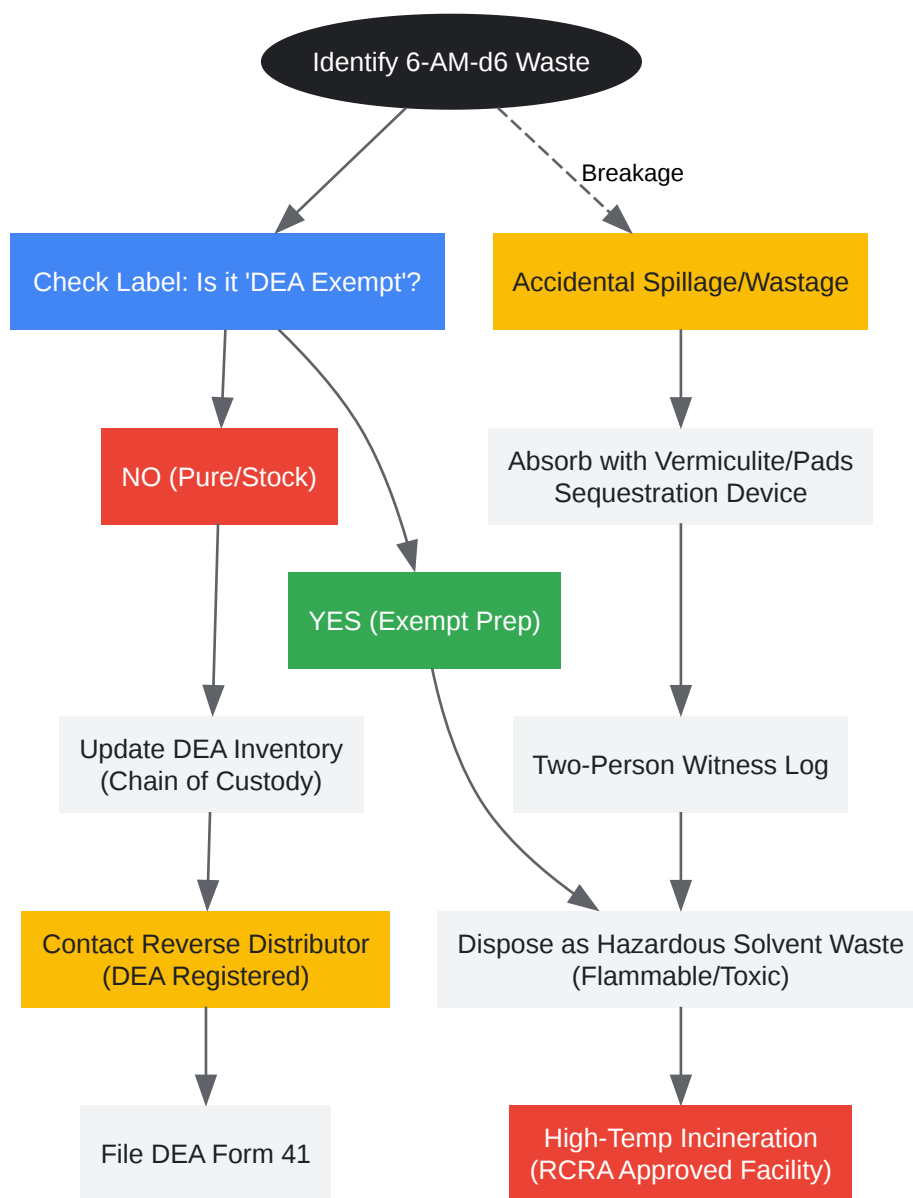 Identify 6-AM-d6 Waste
Breakage
Check Label: Is it 'DEA Exempt'?
Accidental Spillage/Wastage
NO (Pure/Stock)
Absorb with Vermiculite/Pads
Sequestration Device
YES (Exempt Prep)
Update DEA Inventory
(Chain of Custody)
Two-Person Witness Log
Contact Reverse Distributor
(DEA Registered)
Dispose as Hazardous Solvent Waste
(Flammable/Toxic)
File DEA Form 41
High-Temp Incineration
(RCRA Approved Facility)